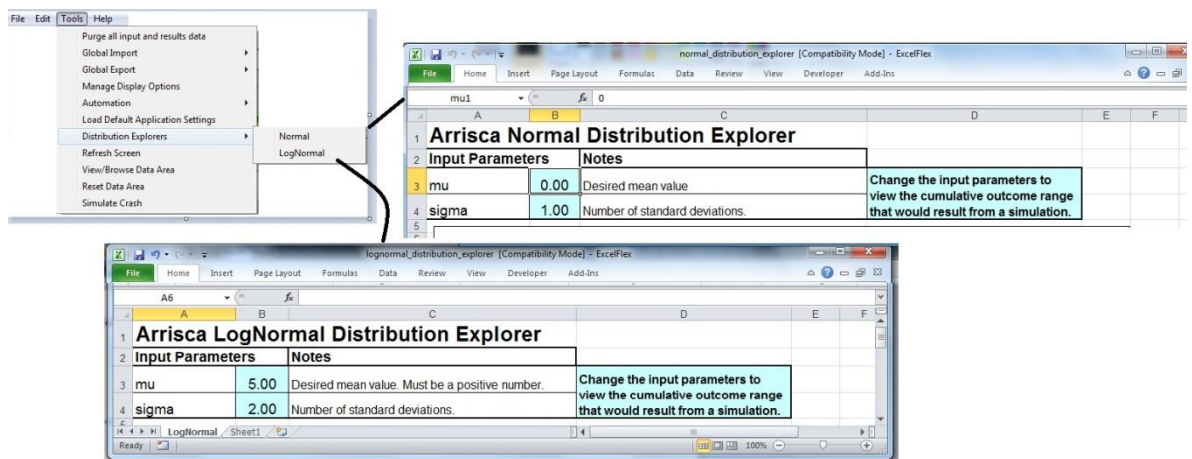 File Edit Tools Help
Purge all input and results data
Global Import
Global Export
Manage Display Options
Automation
Load Default Application Settings
Distribution Explorers
Refresh Screen
View/Browse Data Area
Reset Data Area
Simulate Crash
Normal
LogNormal
normal_distribution_explorer [Compatibility Mode] - ExcelFlex
File Home Insert Page Layout Formulas Data Review View Developer Add-Ins
mu1 fx 0
A B C D E F
1 Arrisca Normal Distribution Explorer
2 Input Parameters Notes
3 mu 0.00 Desired mean value
4 sigma 1.00 Number of standard deviations.
Change the input parameters to
view the cumulative outcome range
that would result from a simulation.
5
lognormal_distribution_explorer [Compatibility Mode] - ExcelFlex
File Home Insert Page Layout Formulas Data Review View Developer Add-Ins
A6 fx
A B C D E F
1 Arrisca LogNormal Distribution Explorer
2 Input Parameters Notes
3 mu 5.00 Desired mean value. Must be a positive number.
4 sigma 2.00 Number of standard deviations.
Change the input parameters to
view the cumulative outcome range
that would result from a simulation.
LogNormal Sheet1
Ready 100%